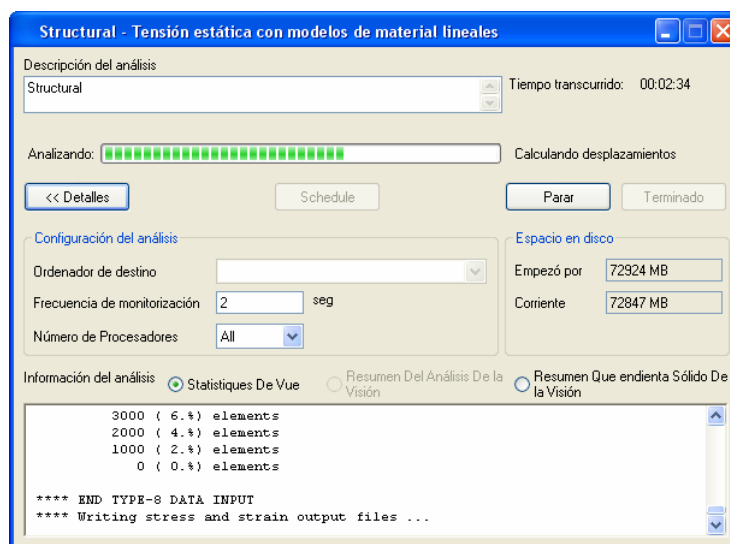 Structural - Tensión estática con modelos de material lineales
Descripción del análisis
Structural
Tiempo transcurrido: 00:02:34
Analizando:
Calculando desplazamientos
<< Detalles
Schedule
Parar
Terminado
Configuración del análisis
Ordenador de destino
Frecuencia de monitorización 2 seg
Número de Procesadores All
Espacio en disco
Empezó por 72924 MB
Corriente 72847 MB
Información del análisis
Statistiques De Vue
Resumen Del Análisis De la
Visión
Resumen Que endienta Sólido De
la Visión
3000 ( 6.%) elements
2000 ( 4.%) elements
1000 ( 2.%) elements
0 ( 0.%) elements
**** END TYPE-8 DATA INPUT
**** Writing stress and strain output files ...